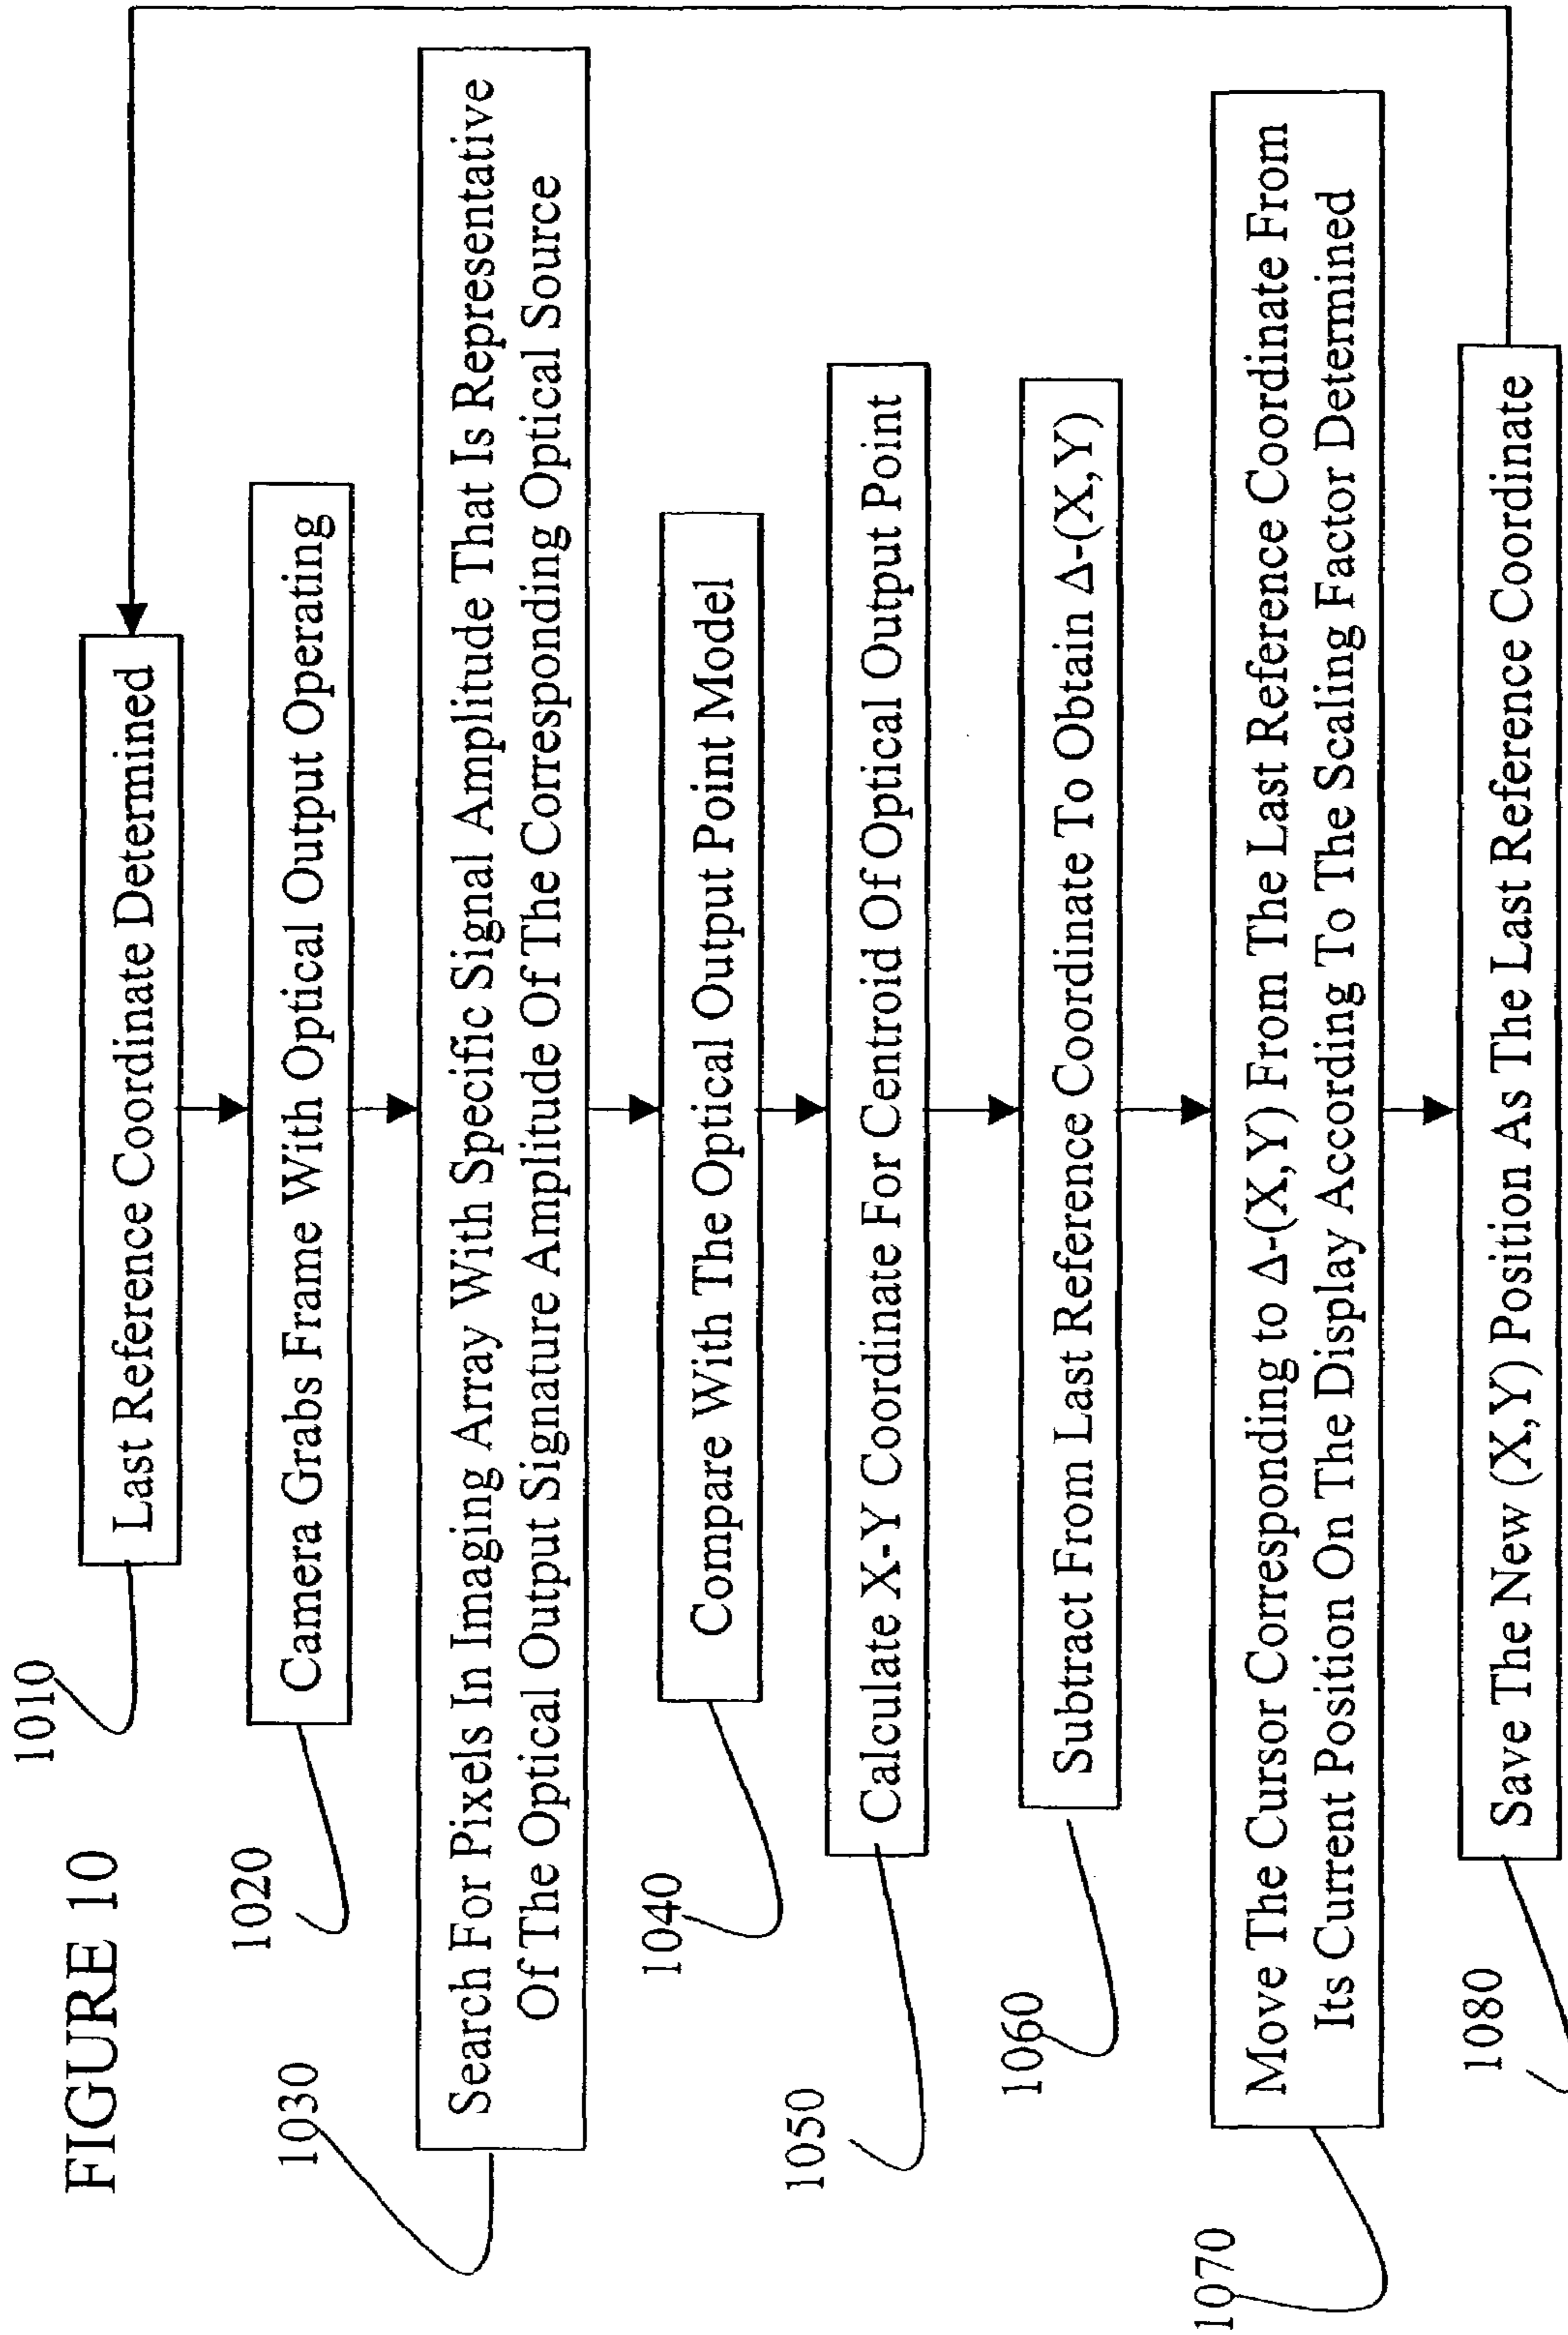 FIGURE 10
1010
Last Reference Coordinate Determined
1020
Camera Grabs Frame With Optical Output Operating
1030
Search For Pixels In Imaging Array With Specific Signal Amplitude That Is Representative
Of The Optical Output Signature Amplitude Of The Corresponding Optical Source
1040
Compare With The Optical Output Point Model
1050
Calculate X-Y Coordinate For Centroid Of Optical Output Point
1060
Subtract From Last Reference Coordinate To Obtain Δ-(X,Y)
1070
Move The Cursor Corresponding to Δ-(X,Y) From The Last Reference Coordinate From
Its Current Position On The Display According To The Scaling Factor Determined
1080
Save The New (X,Y) Position As The Last Reference Coordinate